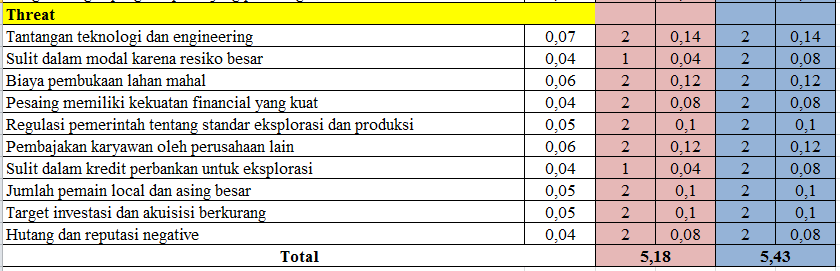 Threat
Tantangan teknologi dan engineering 0,07 2 0,14 2 0,14
Sulit dalam modal karena resiko besar 0,04 1 0,04 2 0,08
Biaya pembukaan lahan mahal 0,06 2 0,12 2 0,12
Pesaing memiliki kekuatan financial yang kuat 0,04 2 0,08 2 0,08
Regulasi pemerintah tentang standar eksplorasi dan produksi 0,05 2 0,1 2 0,1
Pembajakan karyawan oleh perusahaan lain 0,06 2 0,12 2 0,12
Sulit dalam kredit perbankan untuk eksplorasi 0,04 1 0,04 2 0,08
Jumlah pemain local dan asing besar 0,05 2 0,1 2 0,1
Target investasi dan akuisisi berkurang 0,05 2 0,1 2 0,1
Hutang dan reputasi negative 0,04 2 0,08 2 0,08
Total 5,18 5,43